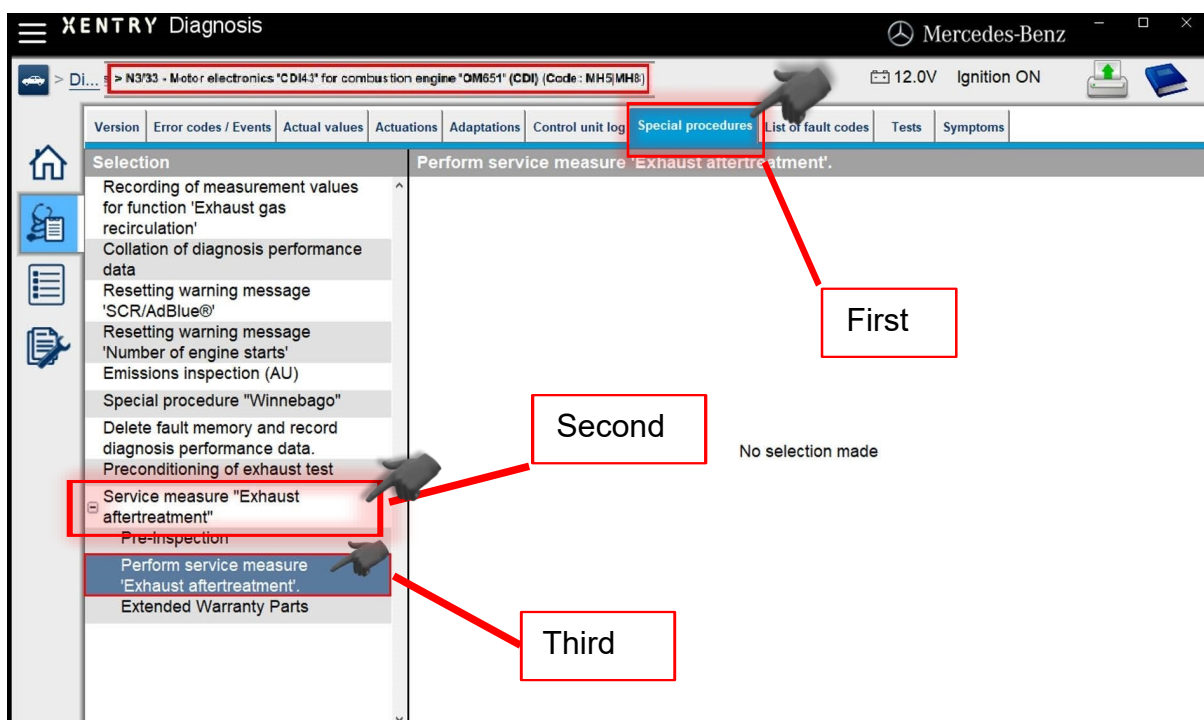 XENTRY Diagnosis
Mercedes-Benz
> Di... s > N3/33 - Motor electronics "CDI43" for combustion engine "OM651" (CDI) (Code: MH5|MH8)
12.0V Ignition ON
Version Error codes / Events Actual values Actuations Adaptations Control unit log Special procedures List of fault codes Tests Symptoms
Selection
Perform service measure 'Exhaust aftertreatment'.
Recording of measurement values
for function 'Exhaust gas
recirculation'
Collation of diagnosis performance
data
Resetting warning message
'SCR/AdBlue®'
Resetting warning message
'Number of engine starts'
Emissions inspection (AU)
Special procedure "Winnebago"
Delete fault memory and record
diagnosis performance data.
Preconditioning of exhaust test
Service measure "Exhaust
aftertreatment"
Pre-Inspection
Perform service measure
'Exhaust aftertreatment'.
Extended Warranty Parts
No selection made
First
Second
Third